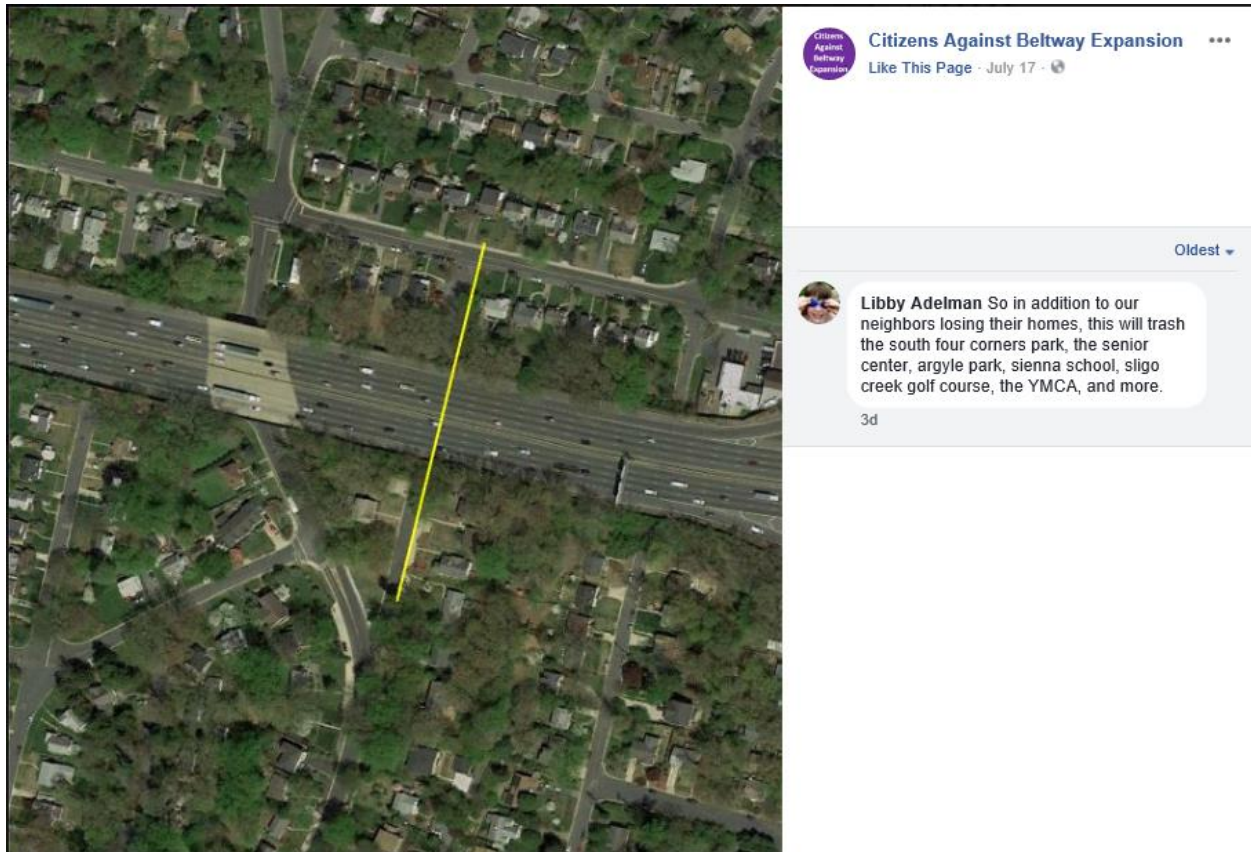 Citizens
Against
Beltway
Expansion
Citizens Against Beltway Expansion
Like This Page · July 17 ·
Oldest
Libby Adelman So in addition to our
neighbors losing their homes, this will trash
the south four corners park, the senior
center, argyle park, sienna school, sligo
creek golf course, the YMCA, and more.
3d